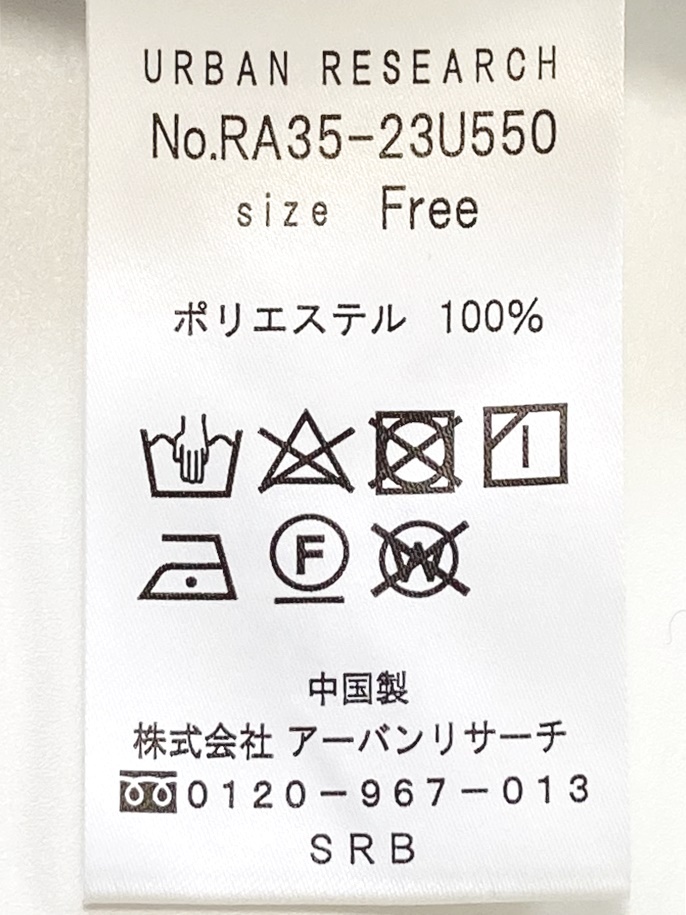 URBAN RESEARCH
No.RA35-23U550
size Free
ポリエステル 100%
F W
中国製
株式会社 アーバンリサーチ
0120-967-013
SRB